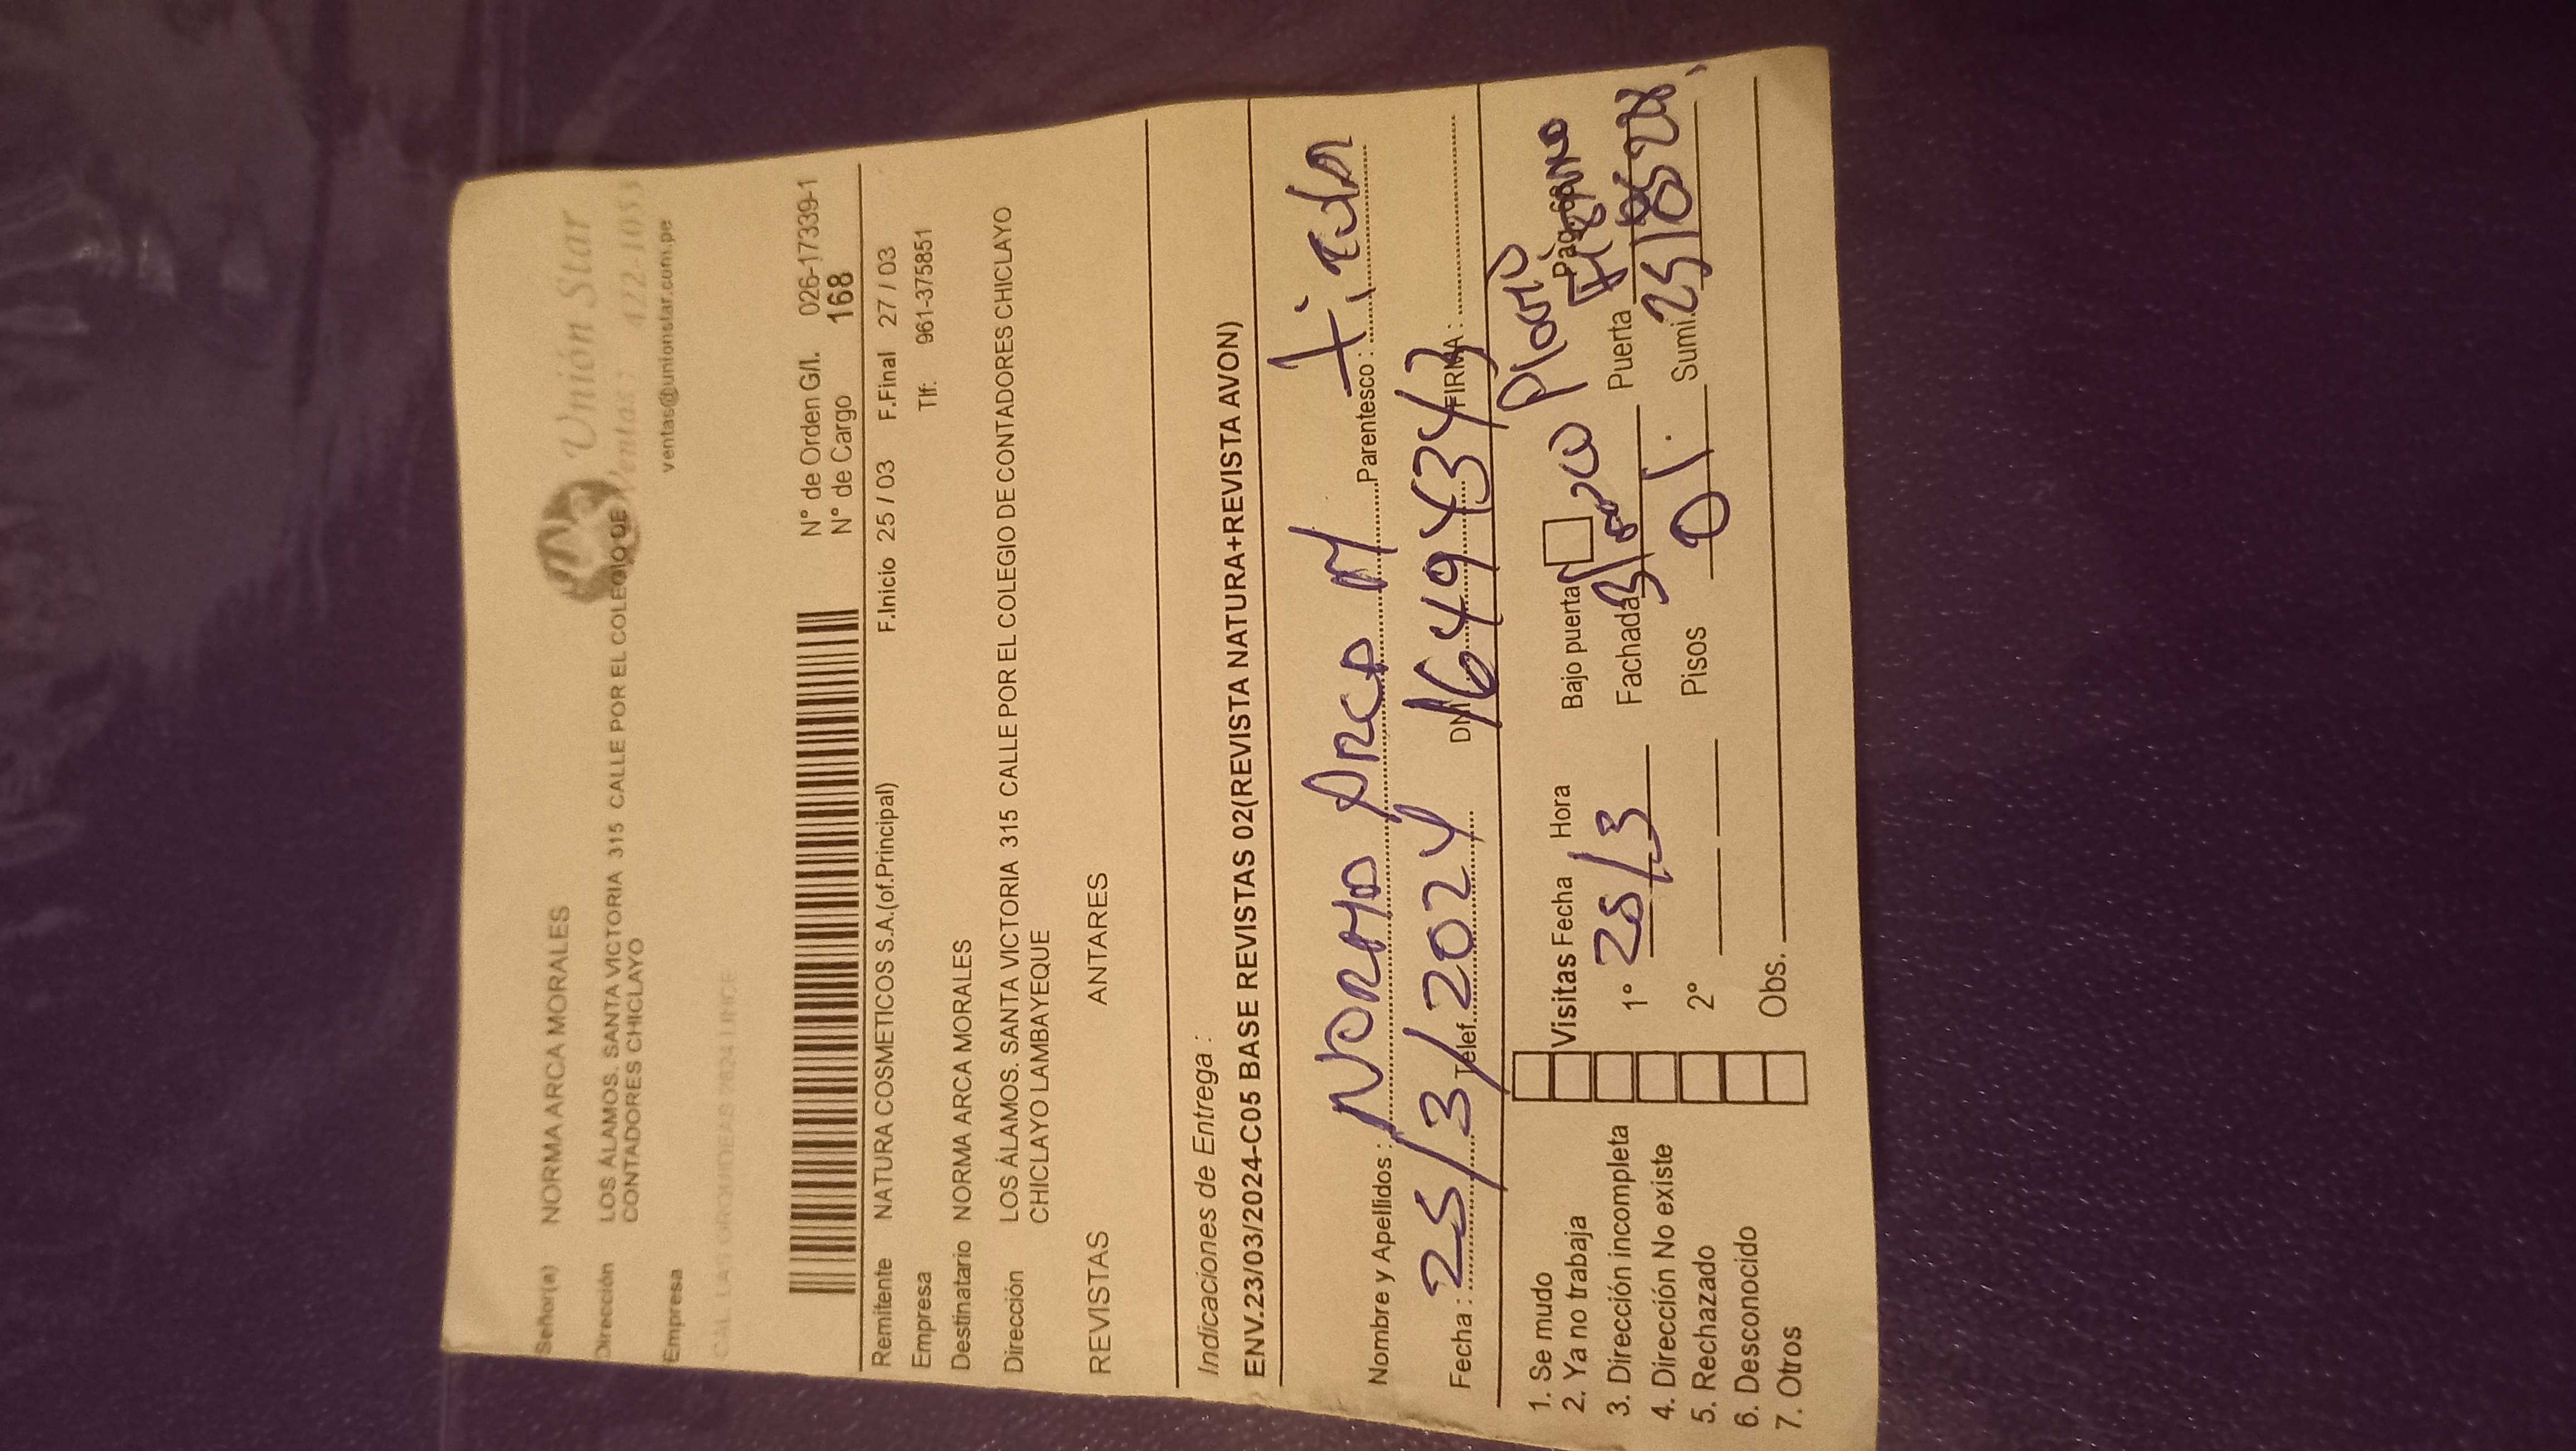 Unión Star
Señor(a) NORMA ARCA MORALES
Ventas: 422-1053
Dirección LOS ÁLAMOS. SANTA VICTORIA 315 CALLE POR EL COLEGIO DE
CONTADORES CHICLAYO
ventas@unionstar.com.pe
Empresa
CAL. LAS ORQUIDEAS 2624 LINCE
N° de Orden G/I. 026-17339-1
N° de Cargo 168
Remitente NATURA COSMETICOS S.A.(of.Principal) F.Inicio 25 / 03 F.Final 27 / 03
Empresa Tlf: 961-375851
Destinatario NORMA ARCA MORALES
Dirección LOS ÁLAMOS. SANTA VICTORIA 315 CALLE POR EL COLEGIO DE CONTADORES CHICLAYO
CHICLAYO LAMBAYEQUE
REVISTAS ANTARES
Indicaciones de Entrega :
ENV.23/03/2024-C05 BASE REVISTAS 02(REVISTA NATURA+REVISTA AVON)
Nombre y Apellidos : Norma Arca M Parentesco :
Fecha : 25/3/2024 Telef. DNI 16494343 FIRMA :
1. Se mudo
2. Ya no trabaja Visitas Fecha Hora Bajo puerta
3. Dirección incompleta 1° 25/3 Fachada Puerta
4. Dirección No existe
5. Rechazado 2° Pisos 01. Sumi.
6. Desconocido
7. Otros Obs.